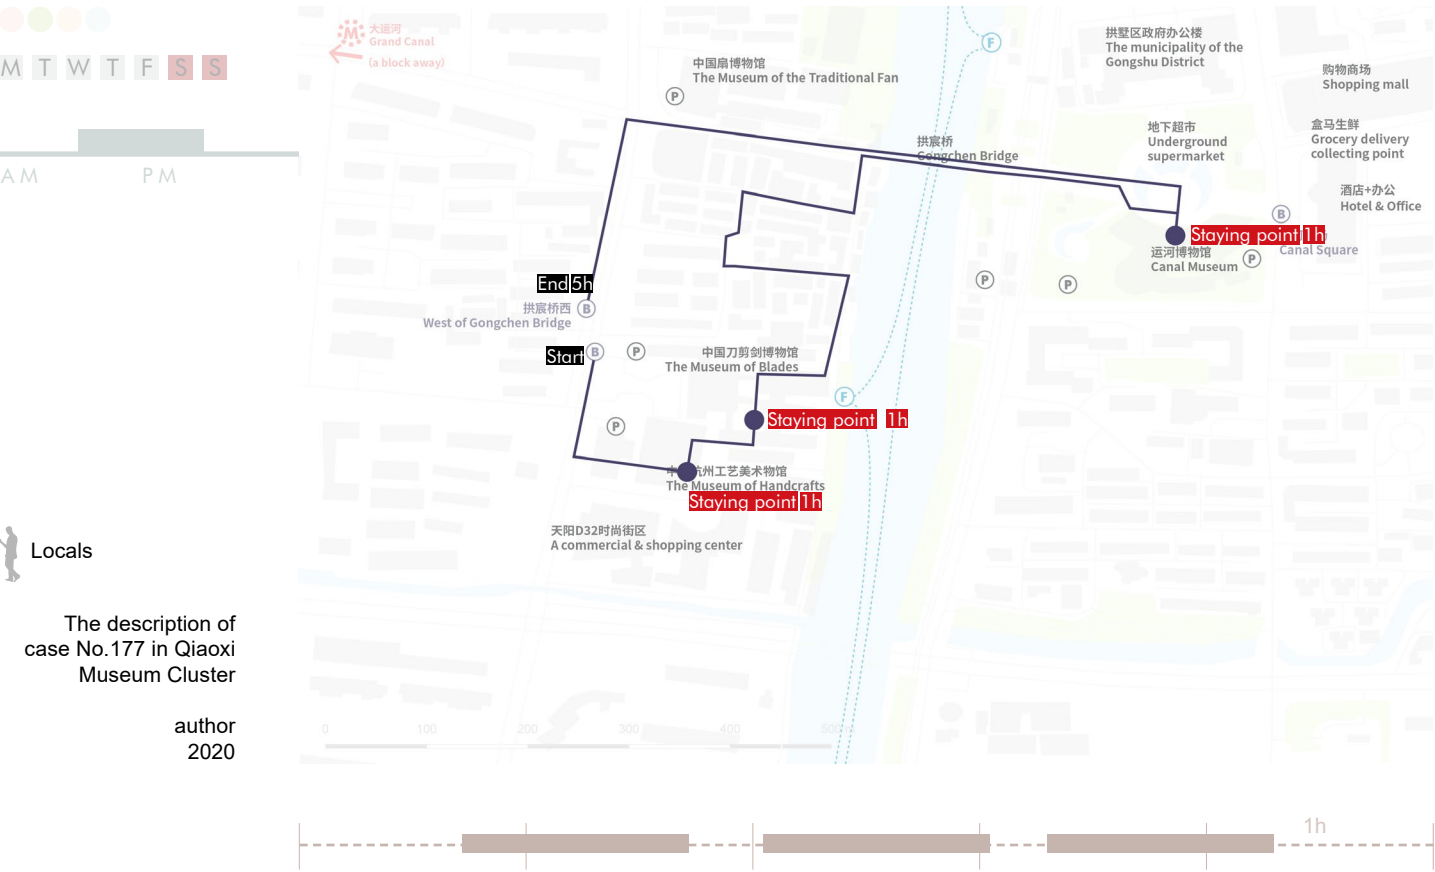 M T W T F S S
AM PM
Locals
The description of
case No.177 in Qiaoxi
Museum Cluster
author
2020
大运河
Grand Canal
(a block away)
中国扇博物馆
The Museum of the Traditional Fan
P
F
拱墅区政府办公楼
The municipality of the
Gongshu District
购物商场
Shopping mall
拱宸桥
Gongchen Bridge
地下超市
Underground
supermarket
盒马生鲜
Grocery delivery
collecting point
酒店+办公
Hotel & Office
B
Staying point 1h
运河博物馆
Canal Museum
P
Canal Square
P
P
End 5h
拱宸桥西
West of Gongchen Bridge
B
Start
B
P
中国刀剪剑博物馆
The Museum of Blades
F
Staying point 1h
P
中 杭州工艺美术物馆
The Museum of Handcrafts
Staying point 1h
天阳D32时尚街区
A commercial & shopping center
0 100 200 300 400 500
1h